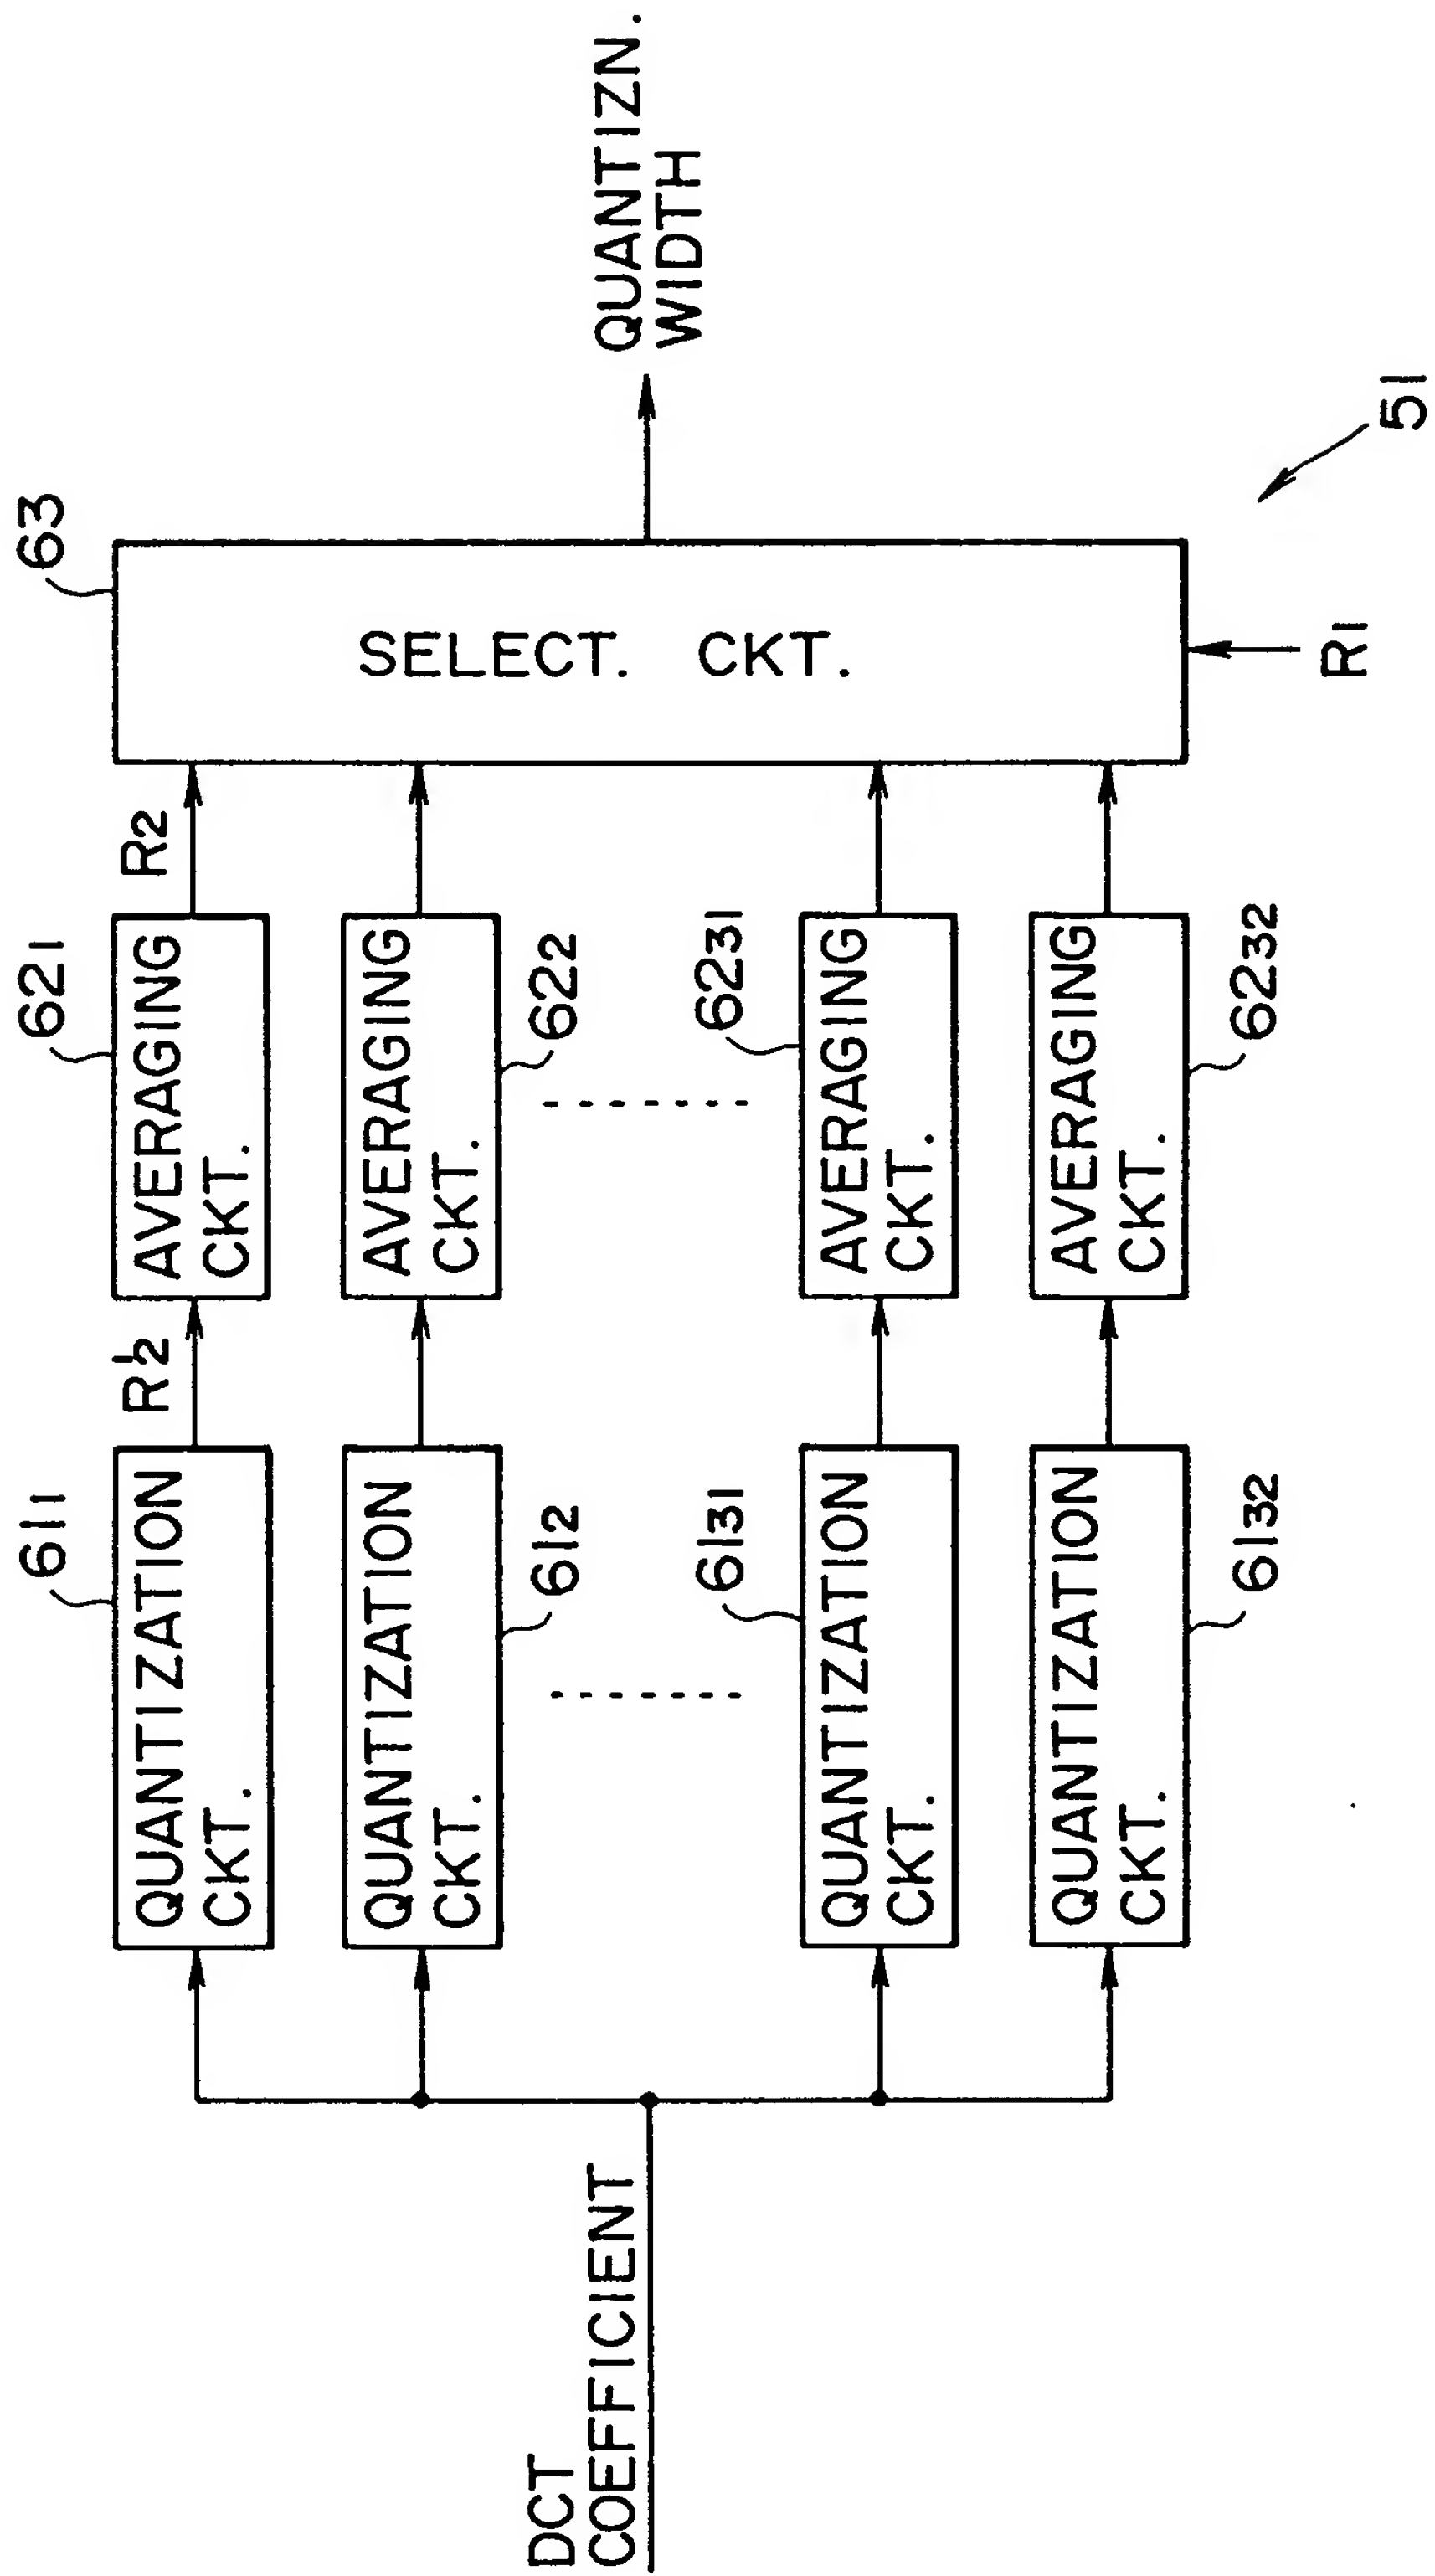 DCT
COEFFICIENT
61₁
QUANTIZATION
CKT.
R'₂
62₁
AVERAGING
CKT.
R₂
QUANTIZATION
CKT.
61₂
AVERAGING
CKT.
62₂
61₃₁
QUANTIZATION
CKT.
62₃₁
AVERAGING
CKT.
QUANTIZATION
CKT.
61₃₂
AVERAGING
CKT.
62₃₂
63
SELECT. CKT.
R1
QUANTIZN.
WIDTH
51